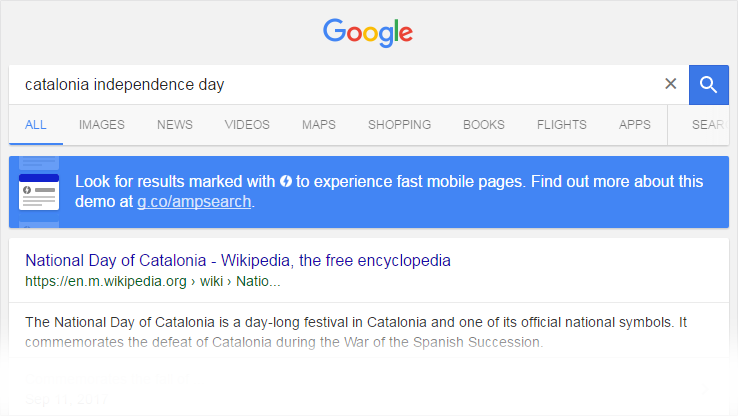 Google
catalonia independence day
ALL IMAGES NEWS VIDEOS MAPS SHOPPING BOOKS FLIGHTS APPS SEAR
Look for results marked with to experience fast mobile pages. Find out more about this
demo at g.co/ampsearch.
National Day of Catalonia - Wikipedia, the free encyclopedia
https://en.m.wikipedia.org › wiki › Natio...
The National Day of Catalonia is a day-long festival in Catalonia and one of its official national symbols. It
commemorates the defeat of Catalonia during the War of the Spanish Succession.
Sep 11, 2017